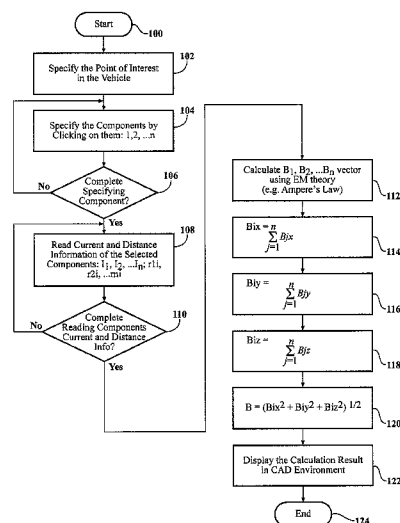 Start
100
Specify the Point of Interest
in the Vehicle
102
Specify the Components by
Clicking on them: 1,2, ...n
104
Complete
Specifying
Component?
106
No
Yes
Read Current and Distance
Information of the Selected
Components: I1, I2, ...In; r1i,
r2i, ...rni
108
Complete
Reading Components
Current and Distance
Info?
110
No
Yes
Calculate B1, B2, ...Bn vector
using EM theory
(e.g. Ampere's Law)
112
Bix = n∑j=1 Bjx
114
Biy = n∑j=1 Bjy
116
Biz = n∑j=1 Bjz
118
B = (Bix² + Biy² + Biz²) 1/2
120
Display the Calculation Result
in CAD Environment
122
End
124